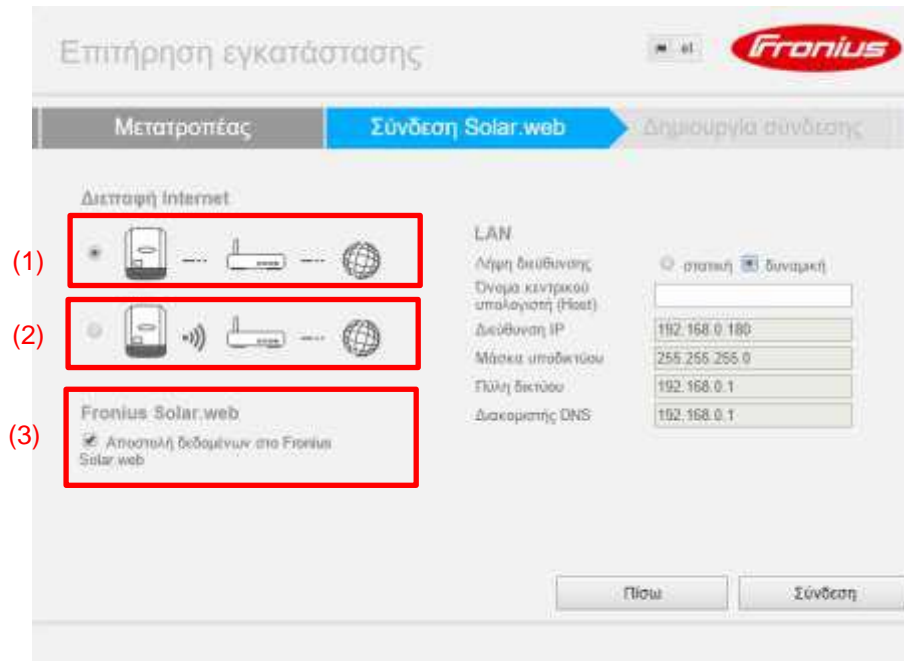 Επιτήρηση εγκατάστασης
el
Fronius
Μετατροπέας
Σύνδεση Solar.web
Δημιουργία σύνδεσης
Διεπαφή Internet
(1)
(2)
Fronius Solar.web
(3)
Αποστολή δεδομένων στο Fronius
Solar.web
LAN
Λήψη διεύθυνσης
στατική
δυναμική
Όνομα κεντρικού
υπολογιστή (Host)
Διεύθυνση IP
192.168.0.180
Μάσκα υποδικτύου
255.255.255.0
Πύλη δικτύου
192.168.0.1
Διακομιστής DNS
192.168.0.1
Πίσω
Σύνδεση